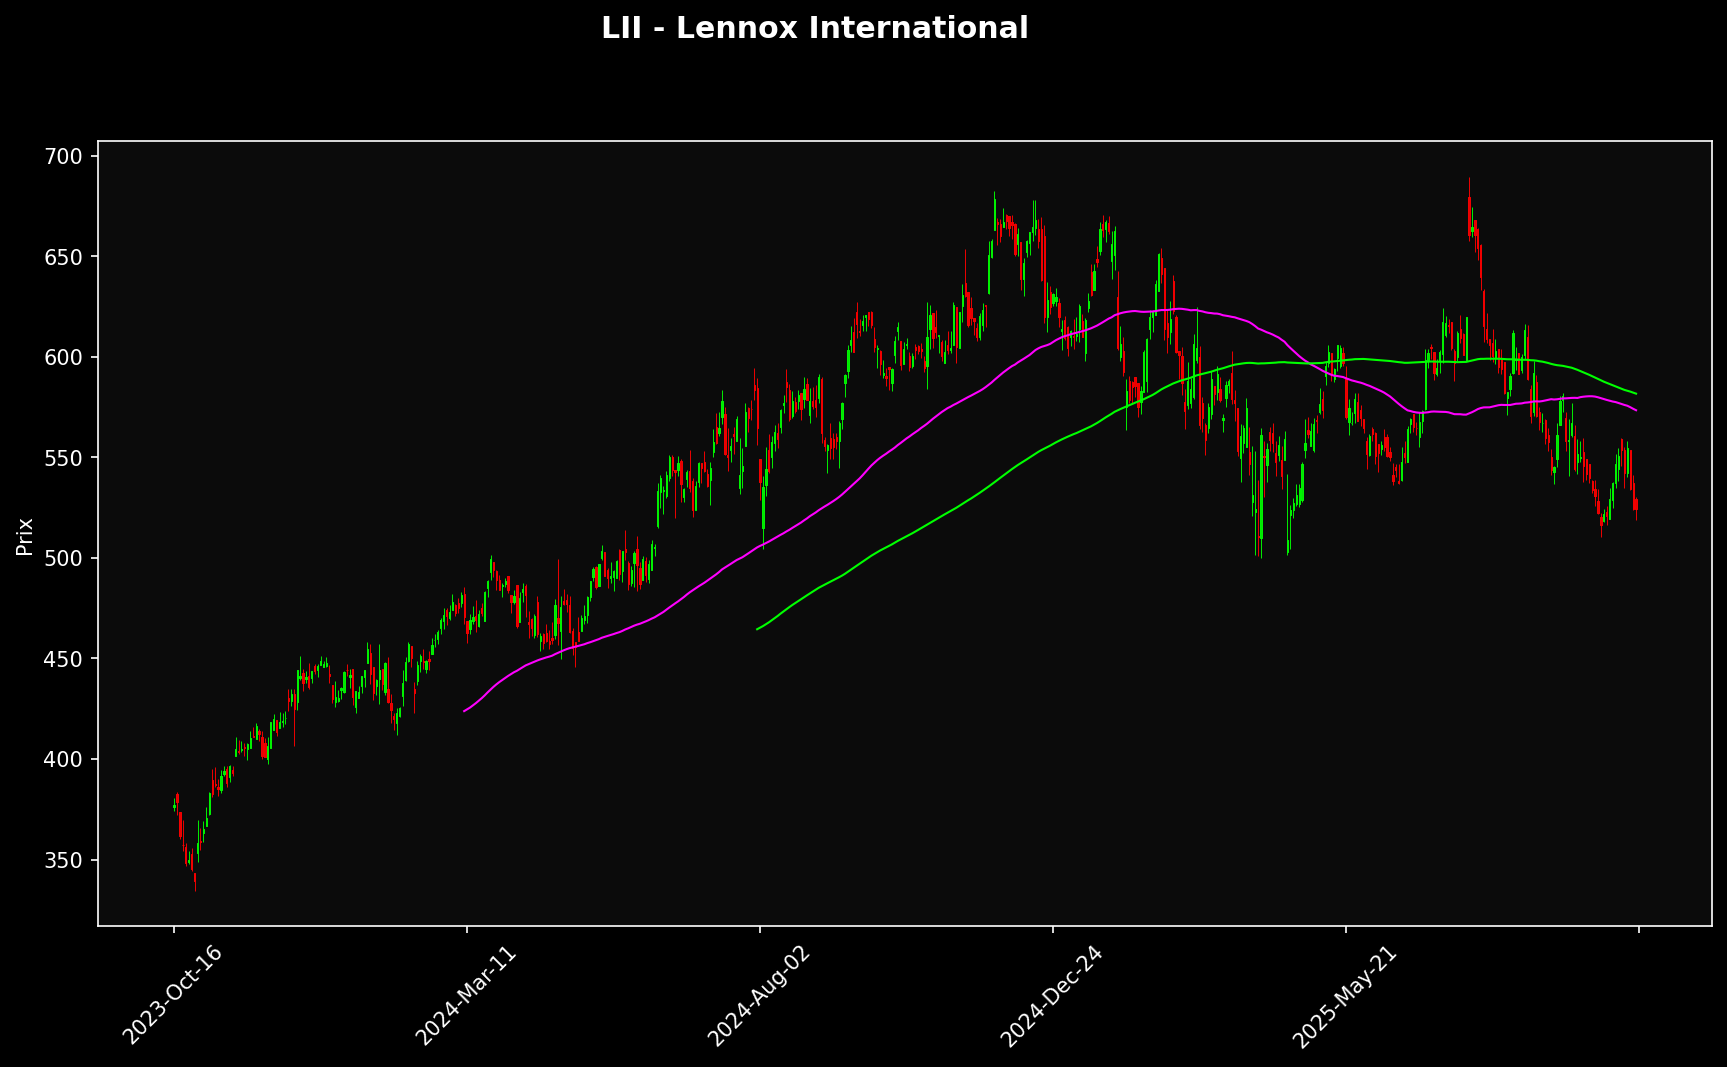 LII - Lennox International
Prix
700
650
600
550
500
450
400
350
2023-Oct-16
2024-Mar-11
2024-Aug-02
2024-Dec-24
2025-May-21